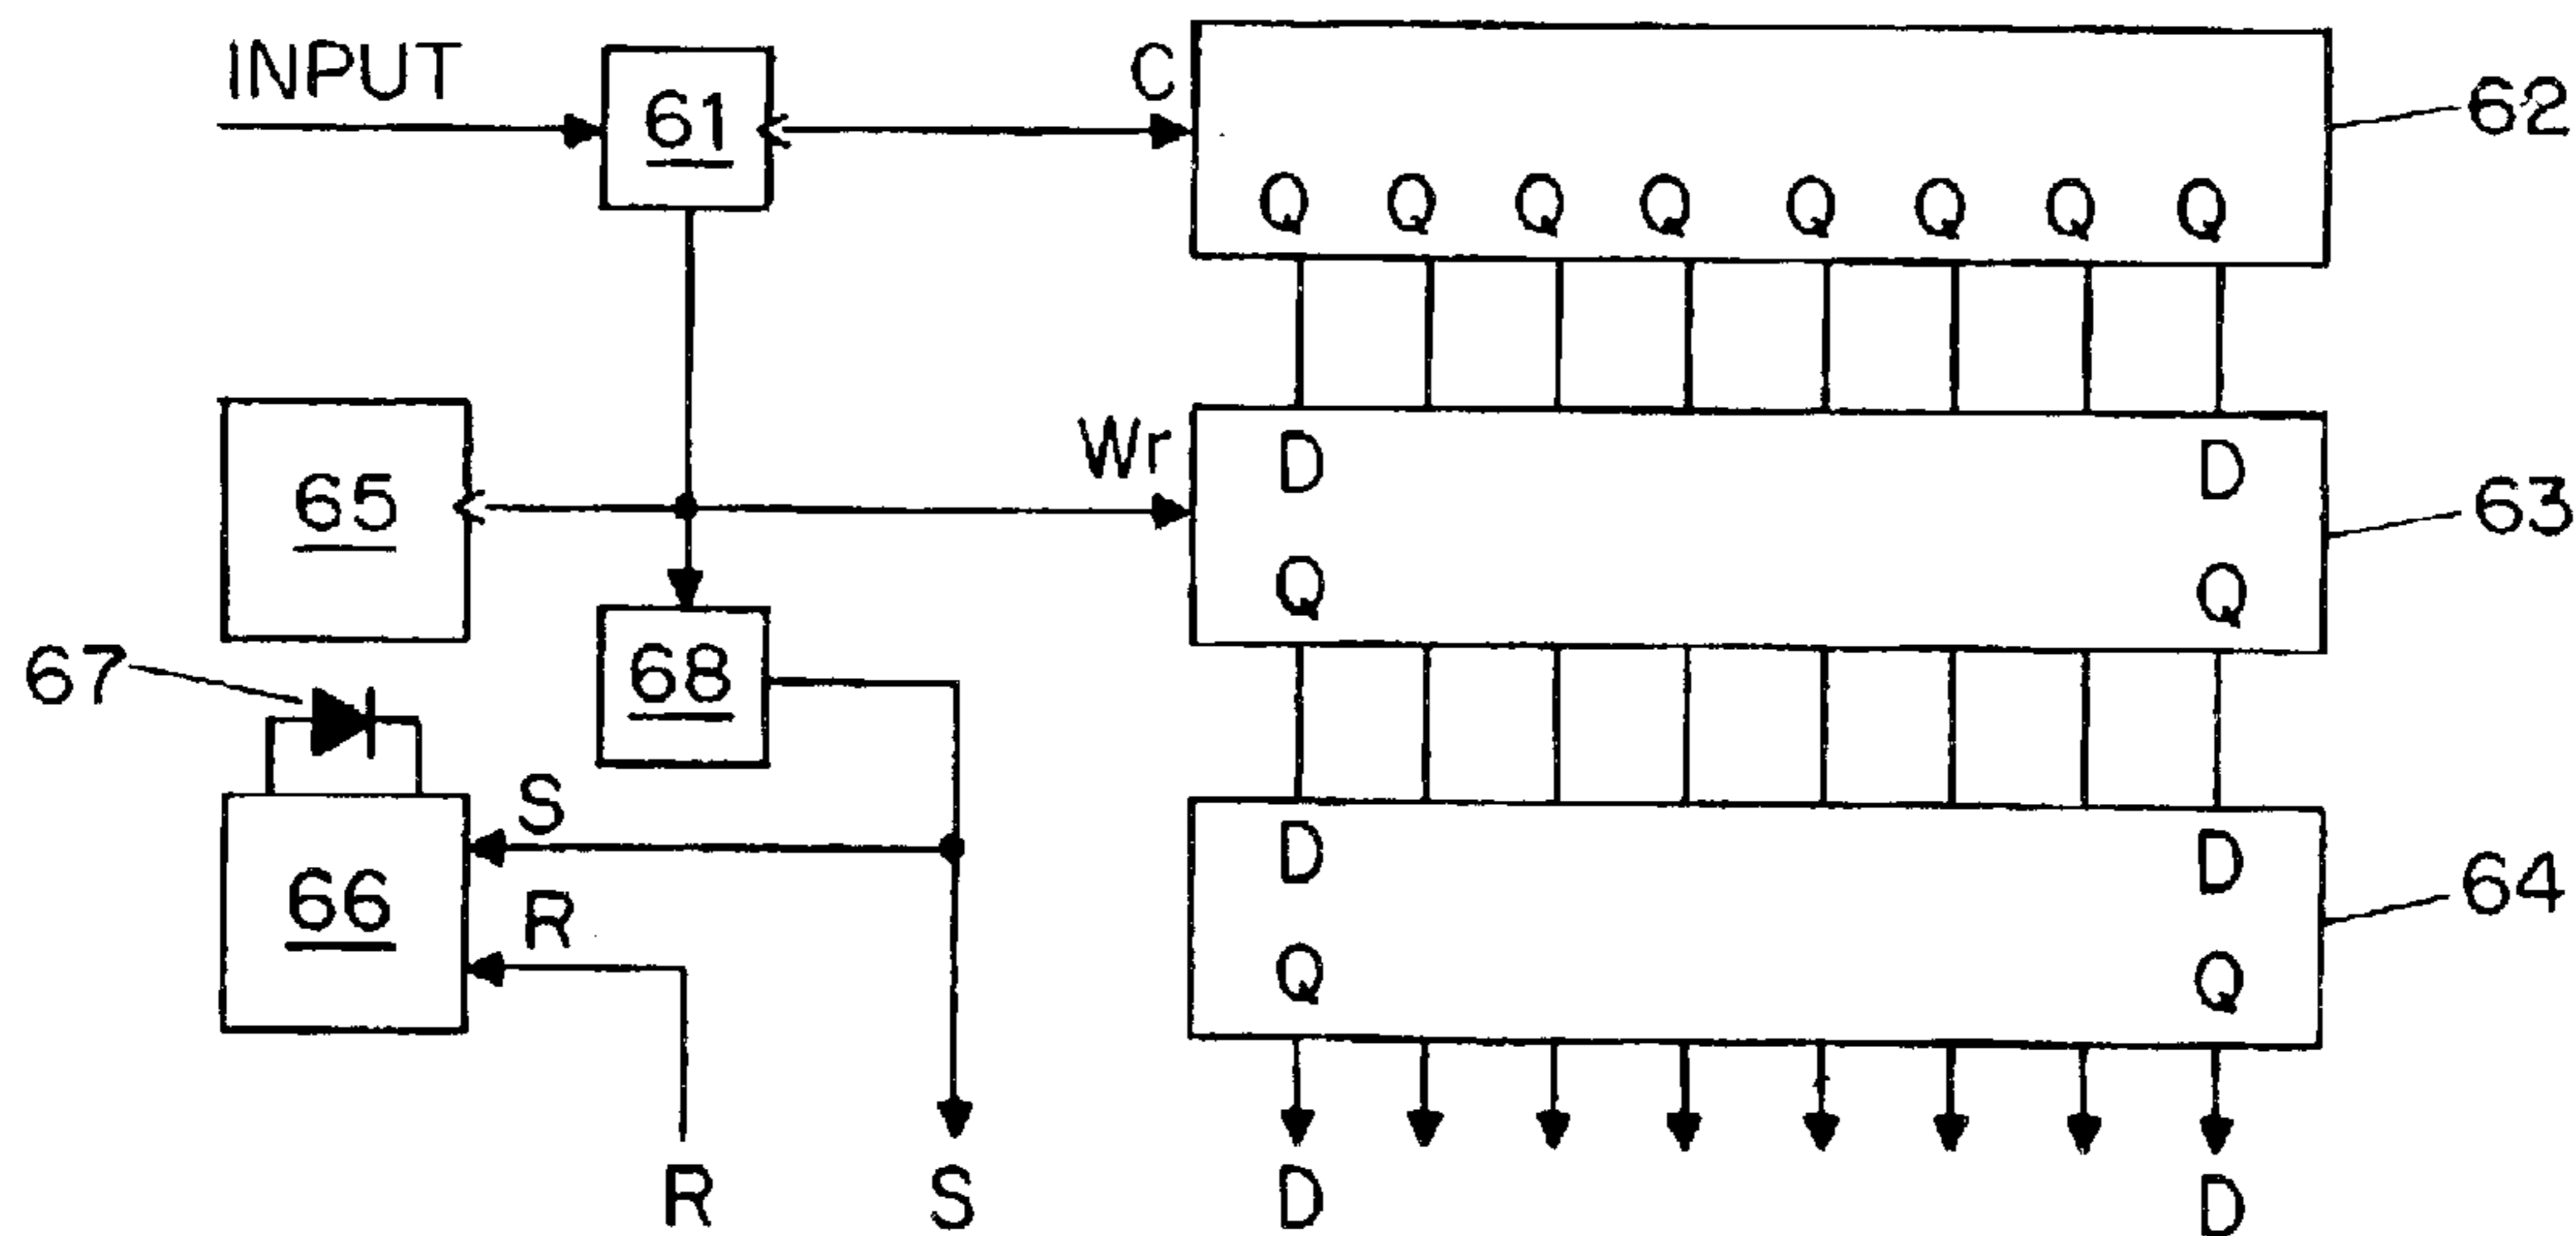 INPUT
61
C
62
Q Q Q Q Q Q Q Q
65
Wr
D D
63
Q Q
67
68
S
66
R
D D
64
Q Q
R S D D